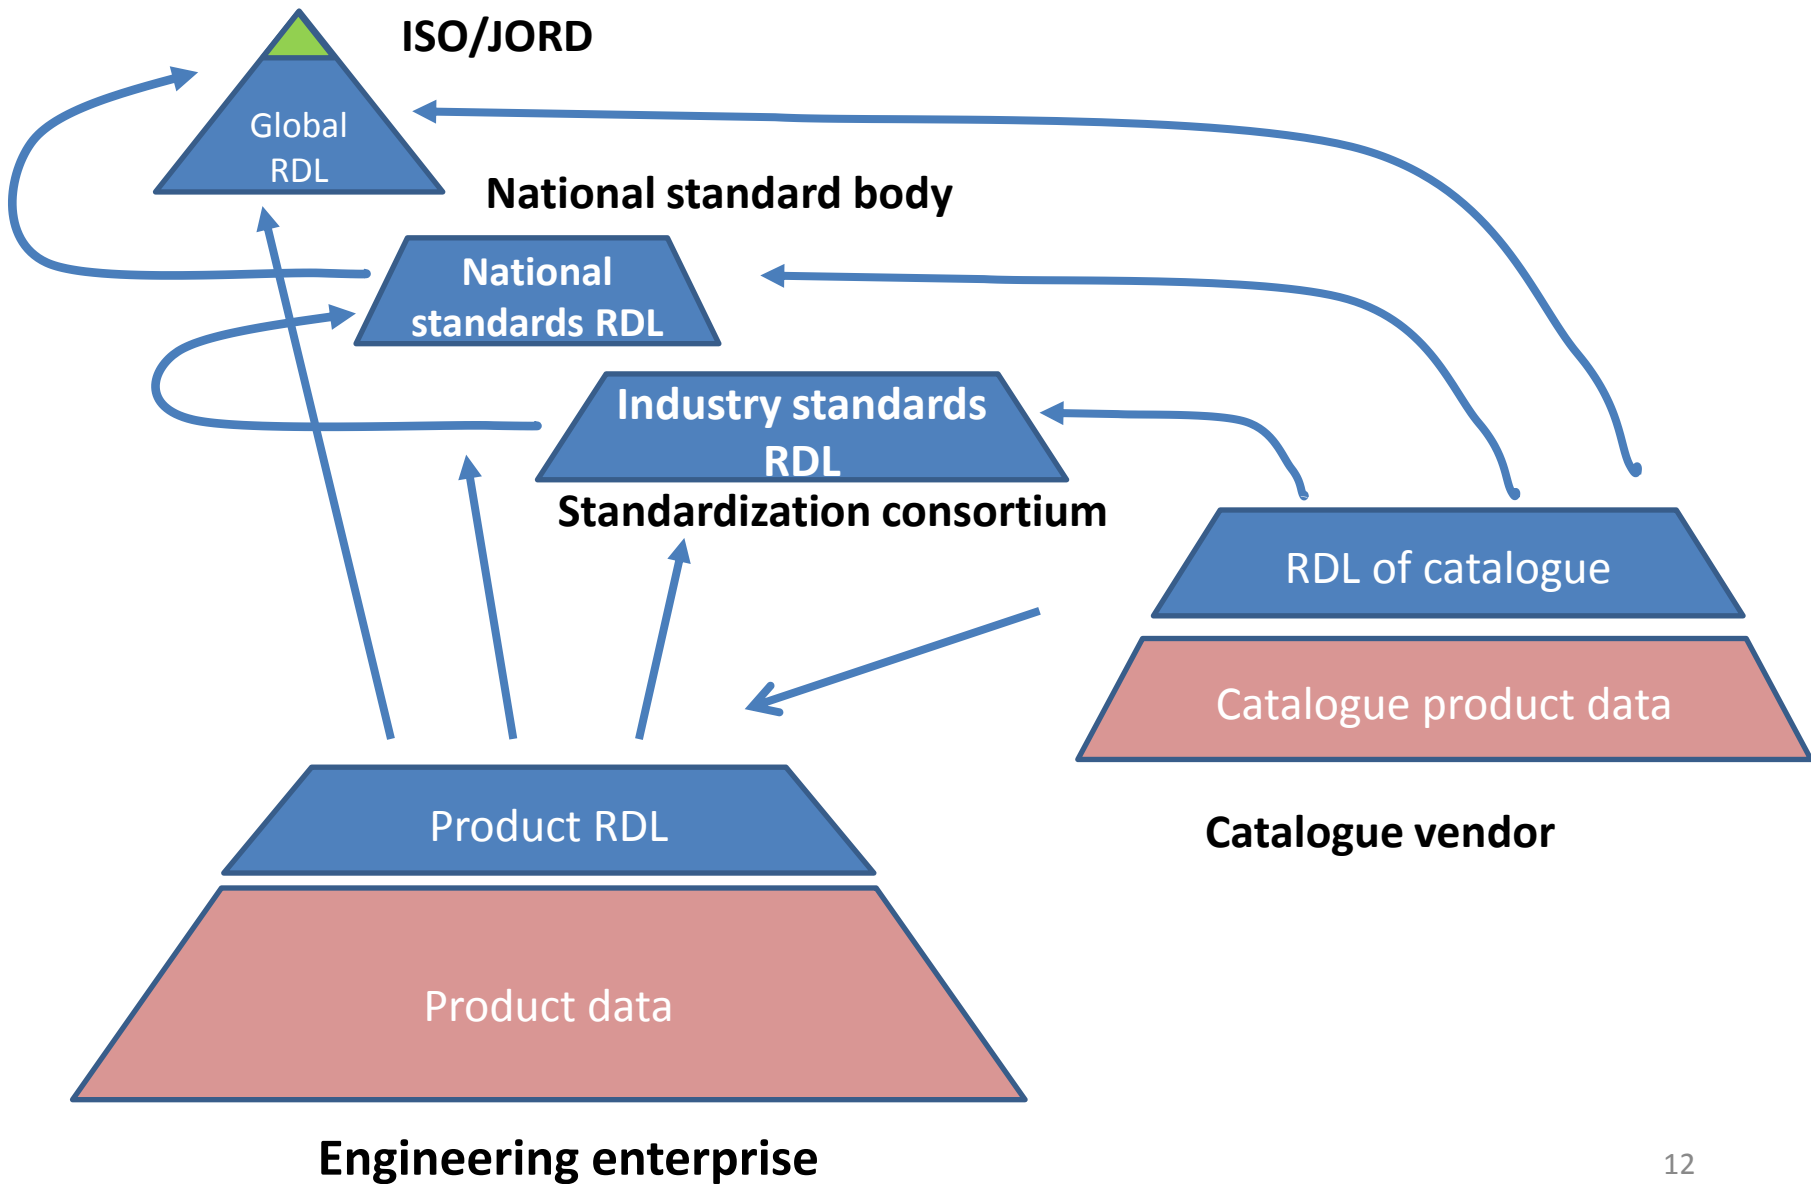 ISO/JORD
Global
RDL
National standard body
National
standards RDL
Industry standards
RDL
Standardization consortium
RDL of catalogue
Catalogue product data
Catalogue vendor
Product RDL
Product data
Engineering enterprise
12